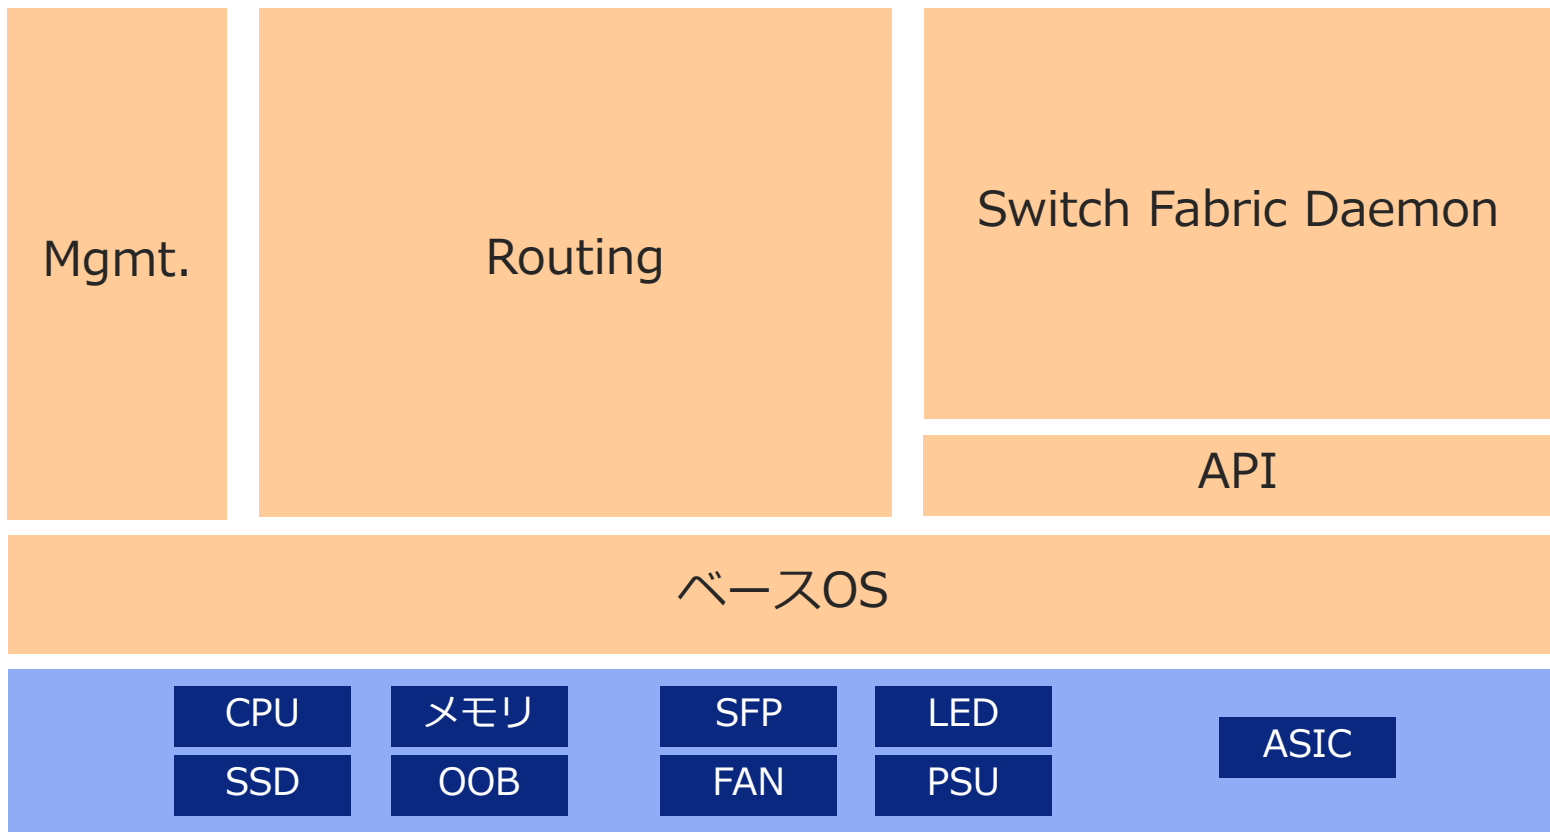 Mgmt.
Routing
Switch Fabric Daemon
API
ベースOS
CPU
メモリ
SFP
LED
ASIC
SSD
OOB
FAN
PSU